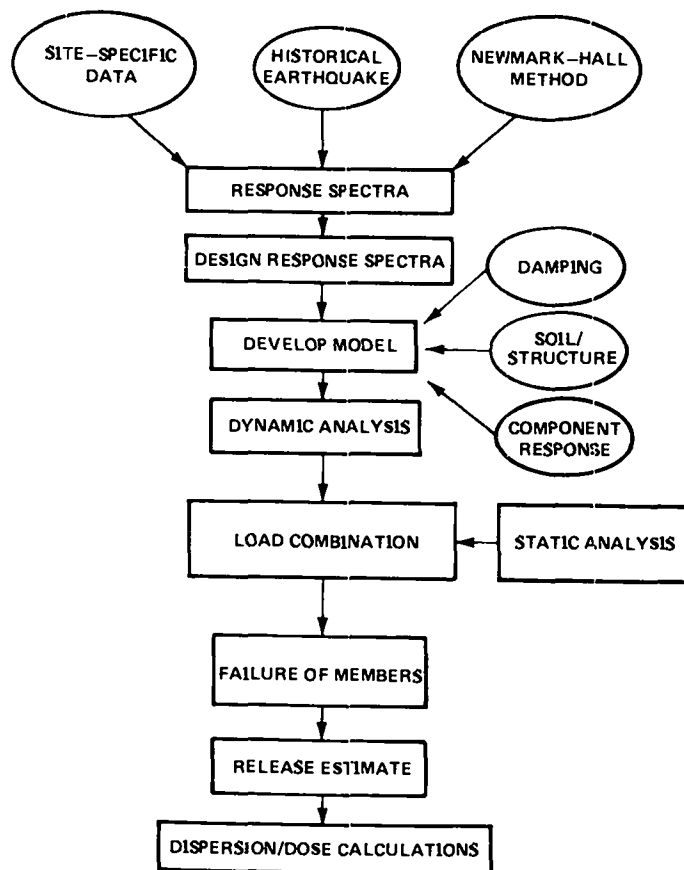 SITE-SPECIFIC
DATA
HISTORICAL
EARTHQUAKE
NEWMARK-HALL
METHOD
RESPONSE SPECTRA
DESIGN RESPONSE SPECTRA
DAMPING
DEVELOP MODEL
SOIL/
STRUCTURE
DYNAMIC ANALYSIS
COMPONENT
RESPONSE
LOAD COMBINATION
STATIC ANALYSIS
FAILURE OF MEMBERS
RELEASE ESTIMATE
DISPERSION/DOSE CALCULATIONS